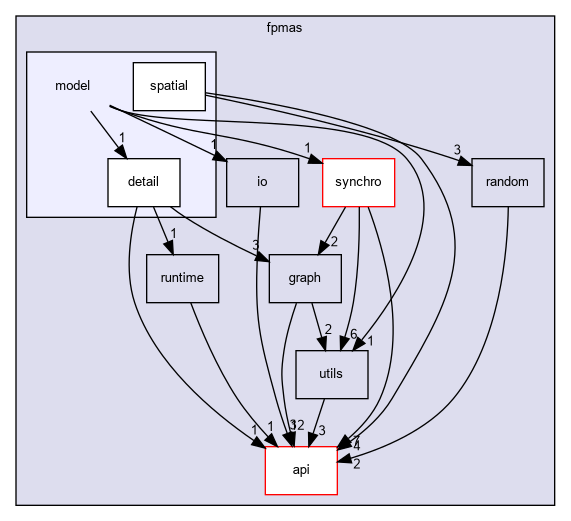 fpmas
model
spatial
1
1
1
3
detail
io
synchro
random
1
3
2
runtime
graph
2
6
1
utils
1
1
3
4
2
api